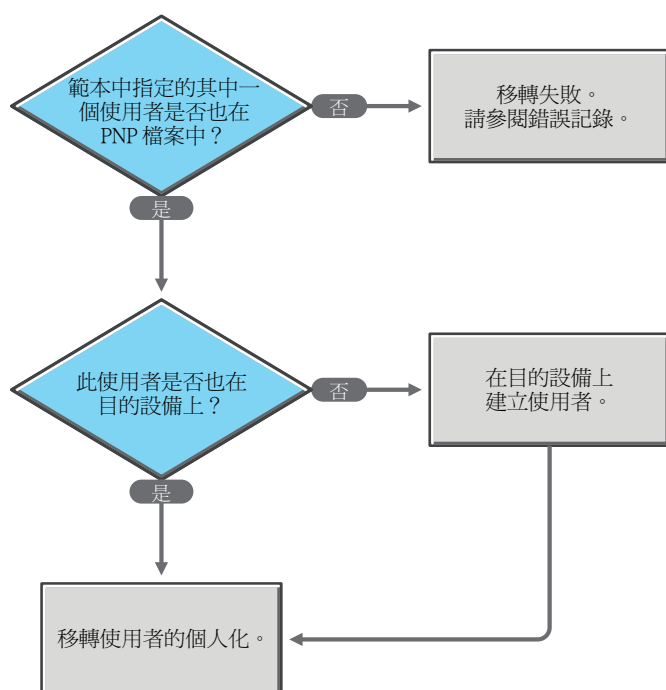 範本中指定的其中一
個使用者是否也在
PNP 檔案中？
否
移轉失敗。
請參閱錯誤記錄。
是
此使用者是否也在
目的設備上？
否
在目的設備上
建立使用者。
是
移轉使用者的個人化。